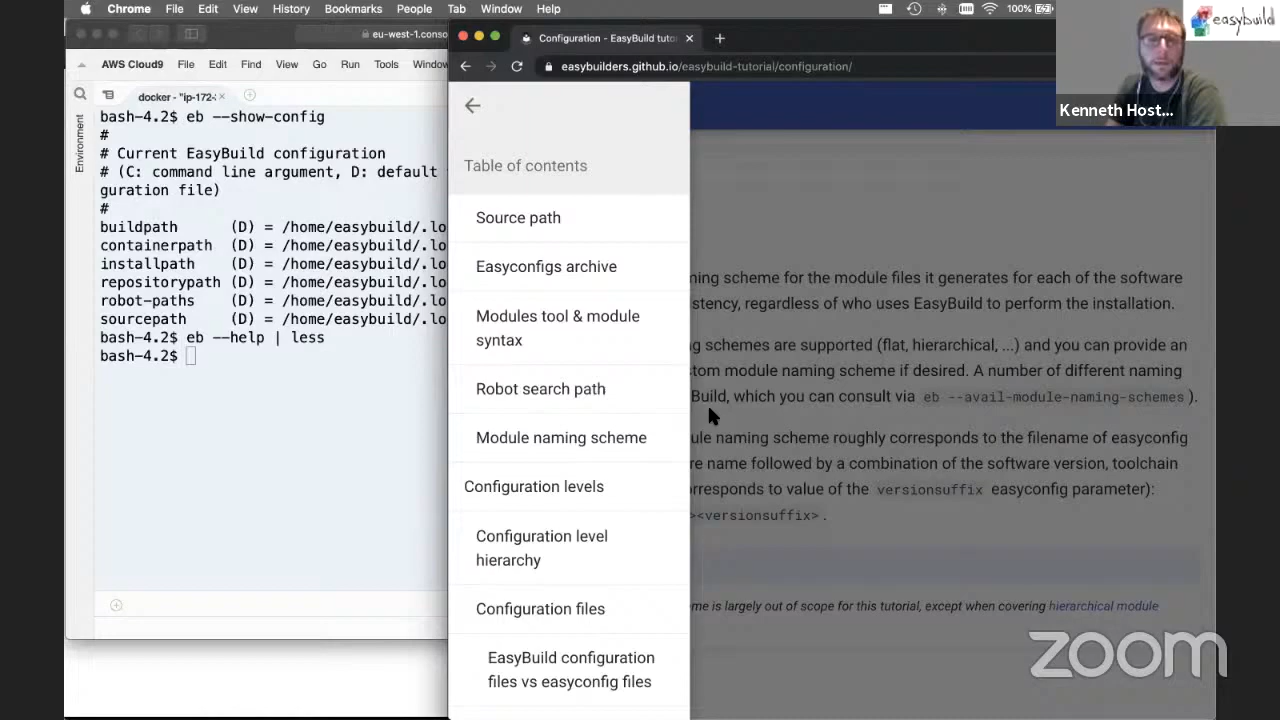 Chrome File Edit View History Bookmarks People Tab Window Help 100%
easybuild
eu-west-1.conso
Configuration - EasyBuild tutor
AWS Cloud9 File Edit Find View Go Run Tools Window
easybuilders.github.io/easybuild-tutorial/configuration/
docker - "ip-172-
Kenneth Host...
Environment
bash-4.2$ eb --show-config
#
# Current EasyBuild configuration
# (C: command line argument, D: default
guration file)
#
buildpath (D) = /home/easybuild/.lo
containerpath (D) = /home/easybuild/.lo
installpath (D) = /home/easybuild/.lo
repositorypath (D) = /home/easybuild/.lo
robot-paths (D) = /home/easybuild/.lo
sourcepath (D) = /home/easybuild/.lo
bash-4.2$ eb --help | less
bash-4.2$
Table of contents
Source path
Easyconfigs archive
Modules tool & module
syntax
Robot search path
Module naming scheme
Configuration levels
Configuration level
hierarchy
Configuration files
EasyBuild configuration
files vs easyconfig files
ming scheme for the module files it generates for each of the software
stency, regardless of who uses EasyBuild to perform the installation.
g schemes are supported (flat, hierarchical, ...) and you can provide an
stom module naming scheme if desired. A number of different naming
Build, which you can consult via eb --avail-module-naming-schemes ).
ule naming scheme roughly corresponds to the filename of easyconfig
re name followed by a combination of the software version, toolchain
rresponds to value of the versionsuffix easyconfig parameter):
><versionsuffix> .
me is largely out of scope for this tutorial, except when covering hierarchical module
zoom